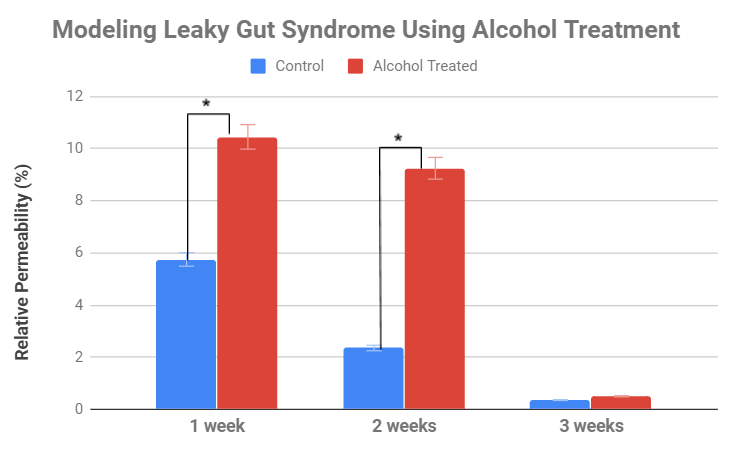 Modeling Leaky Gut Syndrome Using Alcohol Treatment
Control Alcohol Treated
Relative Permeability (%)
12
10
8
6
4
2
0
*
*
1 week 2 weeks 3 weeks